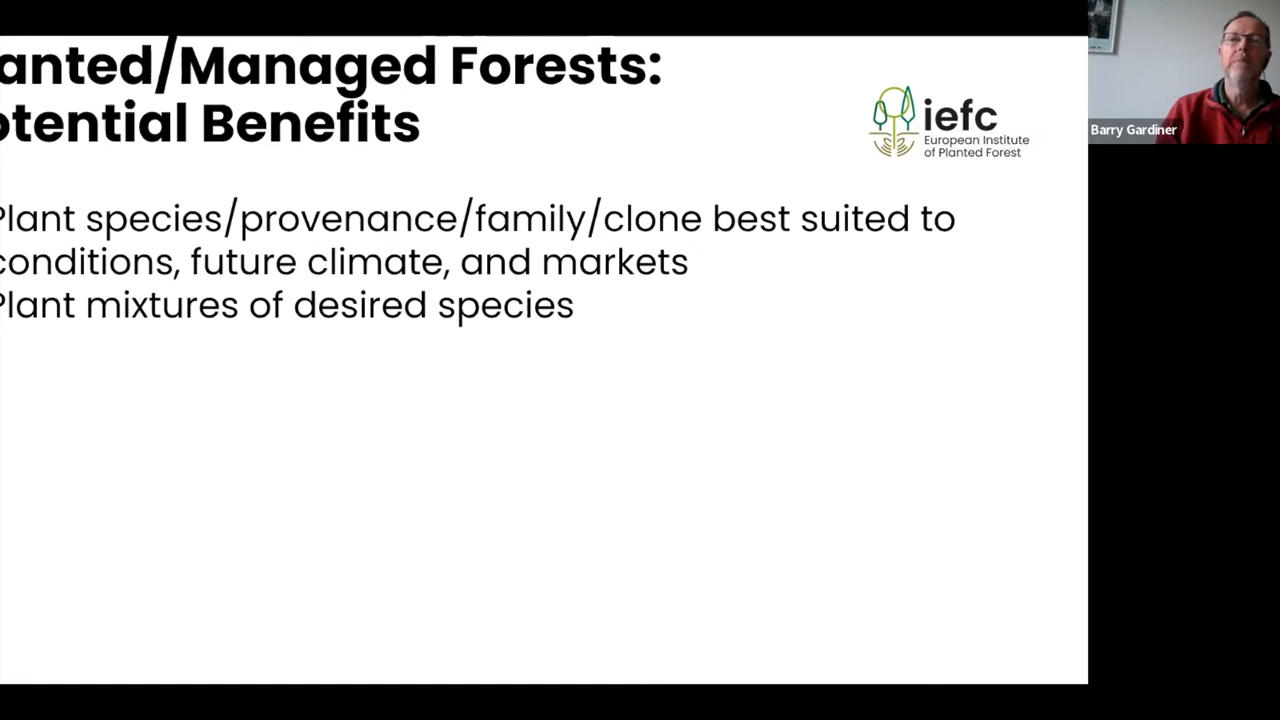 anted/Managed Forests:
otential Benefits
iefc
European Institute
of Planted Forest
Plant species/provenance/family/clone best suited to
conditions, future climate, and markets
Plant mixtures of desired species
Barry Gardiner